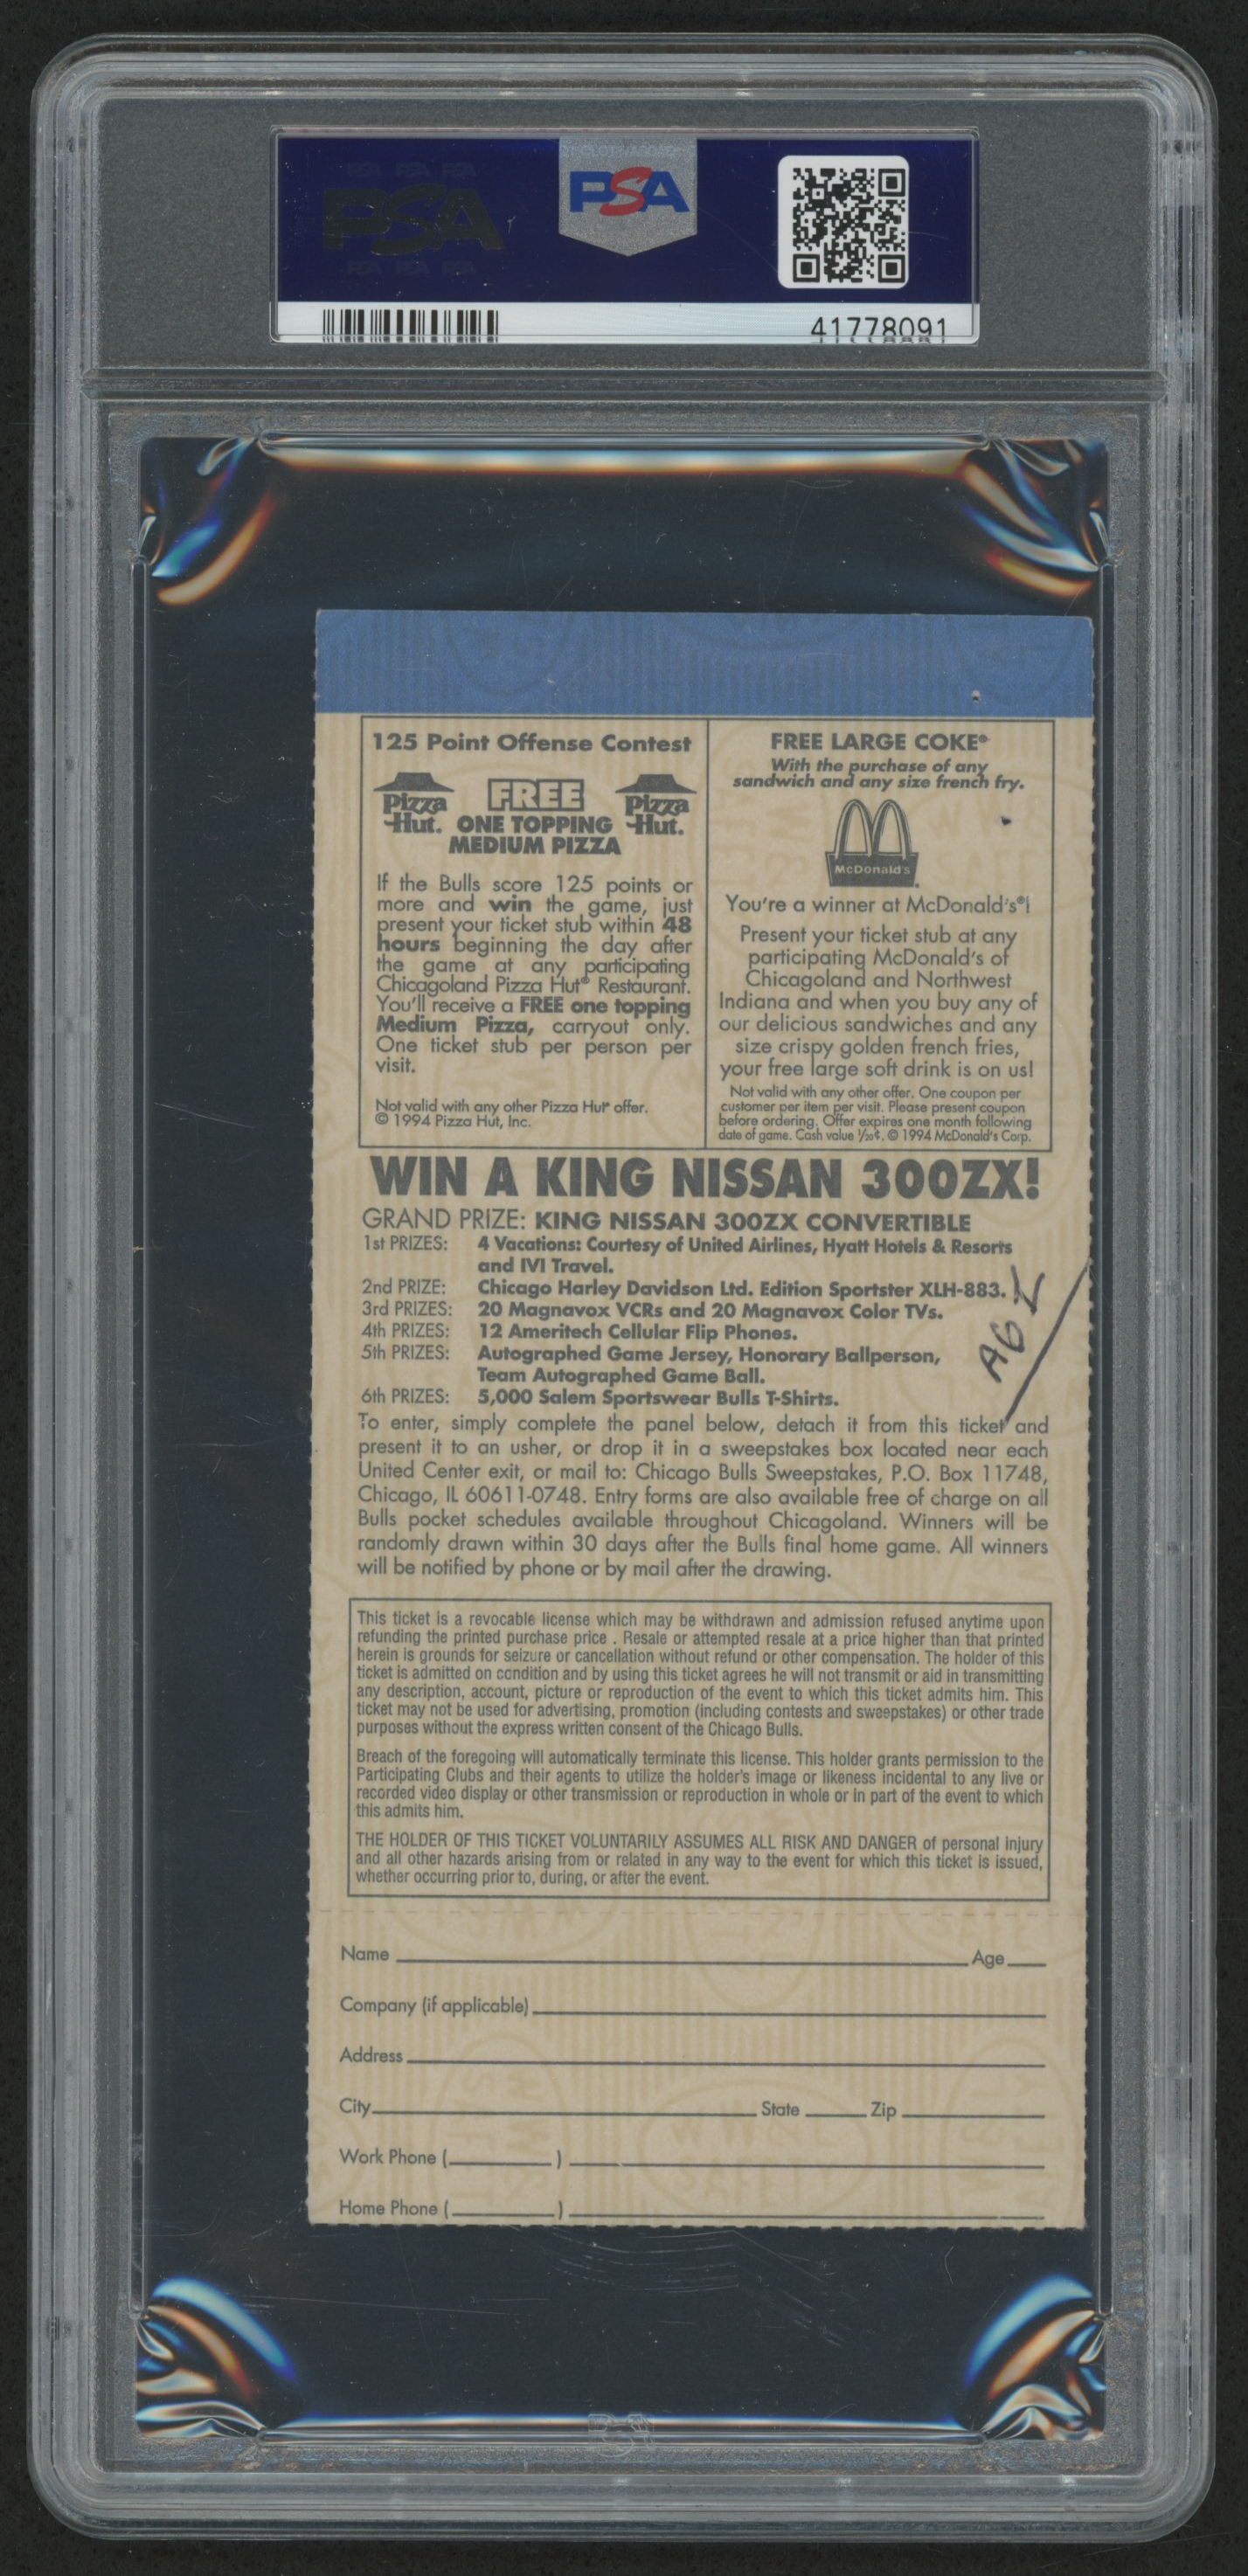 PSA PSA PSA
PSA
PSA PSA PSA
PSA
41778091
125 Point Offense Contest
Pizza Hut.
FREE
ONE TOPPING
MEDIUM PIZZA
Pizza Hut.
If the Bulls score 125 points or
more and win the game, just
present your ticket stub within 48
hours beginning the day after
the game at any participating
Chicagoland Pizza Hut® Restaurant.
You'll receive a FREE one topping
Medium Pizza, carryout only.
One ticket stub per person per
visit.
Not valid with any other Pizza Hut® offer.
© 1994 Pizza Hut, Inc.
FREE LARGE COKE®
With the purchase of any
sandwich and any size french fry.
McDonald's®
You're a winner at McDonald's®!
Present your ticket stub at any
participating McDonald's of
Chicagoland and Northwest
Indiana and when you buy any of
our delicious sandwiches and any
size crispy golden french fries,
your free large soft drink is on us!
Not valid with any other offer. One coupon per
customer per item per visit. Please present coupon
before ordering. Offer expires one month following
date of game. Cash value 1/20¢. © 1994 McDonald's Corp.
WIN A KING NISSAN 300ZX!
GRAND PRIZE: KING NISSAN 300ZX CONVERTIBLE
1st PRIZES: 4 Vacations: Courtesy of United Airlines, Hyatt Hotels & Resorts
and IVI Travel.
2nd PRIZE: Chicago Harley Davidson Ltd. Edition Sportster XLH-883.
3rd PRIZES: 20 Magnavox VCRs and 20 Magnavox Color TVs.
4th PRIZES: 12 Ameritech Cellular Flip Phones.
5th PRIZES: Autographed Game Jersey, Honorary Ballperson,
Team Autographed Game Ball.
6th PRIZES: 5,000 Salem Sportswear Bulls T-Shirts.
To enter, simply complete the panel below, detach it from this ticket and
present it to an usher, or drop it in a sweepstakes box located near each
United Center exit, or mail to: Chicago Bulls Sweepstakes, P.O. Box 11748,
Chicago, IL 60611-0748. Entry forms are also available free of charge on all
Bulls pocket schedules available throughout Chicagoland. Winners will be
randomly drawn within 30 days after the Bulls final home game. All winners
will be notified by phone or by mail after the drawing.
This ticket is a revocable license which may be withdrawn and admission refused anytime upon
refunding the printed purchase price . Resale or attempted resale at a price higher than that printed
herein is grounds for seizure or cancellation without refund or other compensation. The holder of this
ticket is admitted on condition and by using this ticket agrees he will not transmit or aid in transmitting
any description, account, picture or reproduction of the event to which this ticket admits him. This
ticket may not be used for advertising, promotion (including contests and sweepstakes) or other trade
purposes without the express written consent of the Chicago Bulls.
Breach of the foregoing will automatically terminate this license. This holder grants permission to the
Participating Clubs and their agents to utilize the holder's image or likeness incidental to any live or
recorded video display or other transmission or reproduction in whole or in part of the event to which
this admits him.
THE HOLDER OF THIS TICKET VOLUNTARILY ASSUMES ALL RISK AND DANGER of personal injury
and all other hazards arising from or related in any way to the event for which this ticket is issued,
whether occurring prior to, during, or after the event.
Name Age
Company (if applicable)
Address
City State Zip
Work Phone ( )
Home Phone ( )